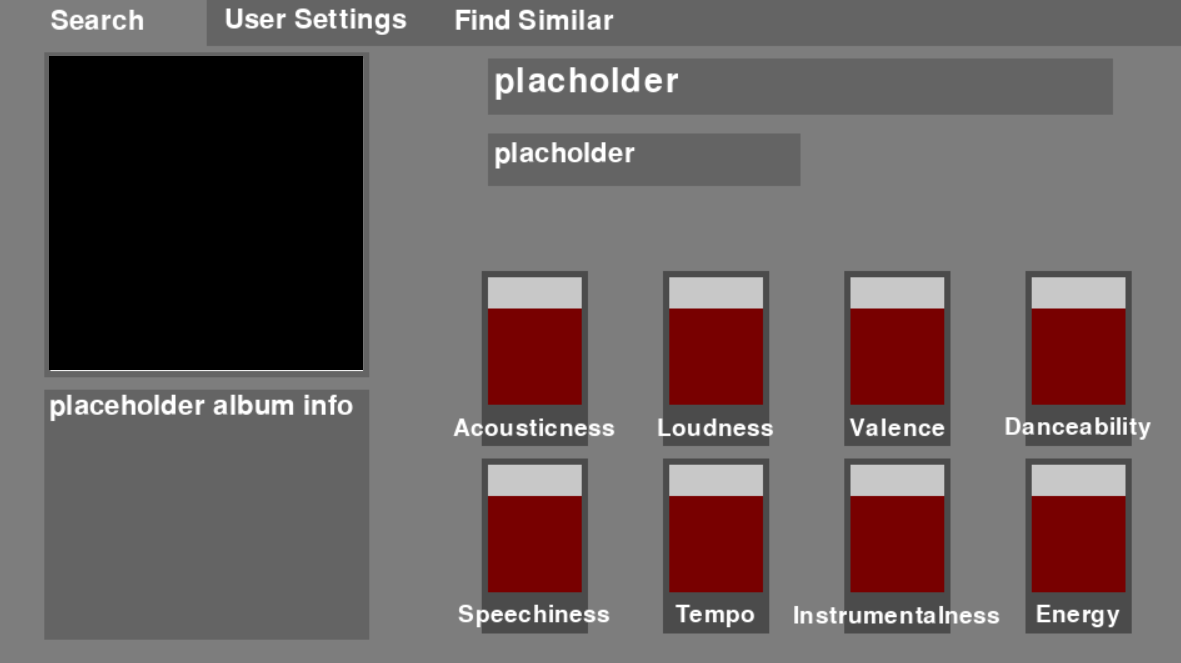 Search
User Settings
Find Similar
placholder
placholder
placeholder album info
Acousticness
Loudness
Valence
Danceability
Speechiness
Tempo
Instrumentalness
Energy